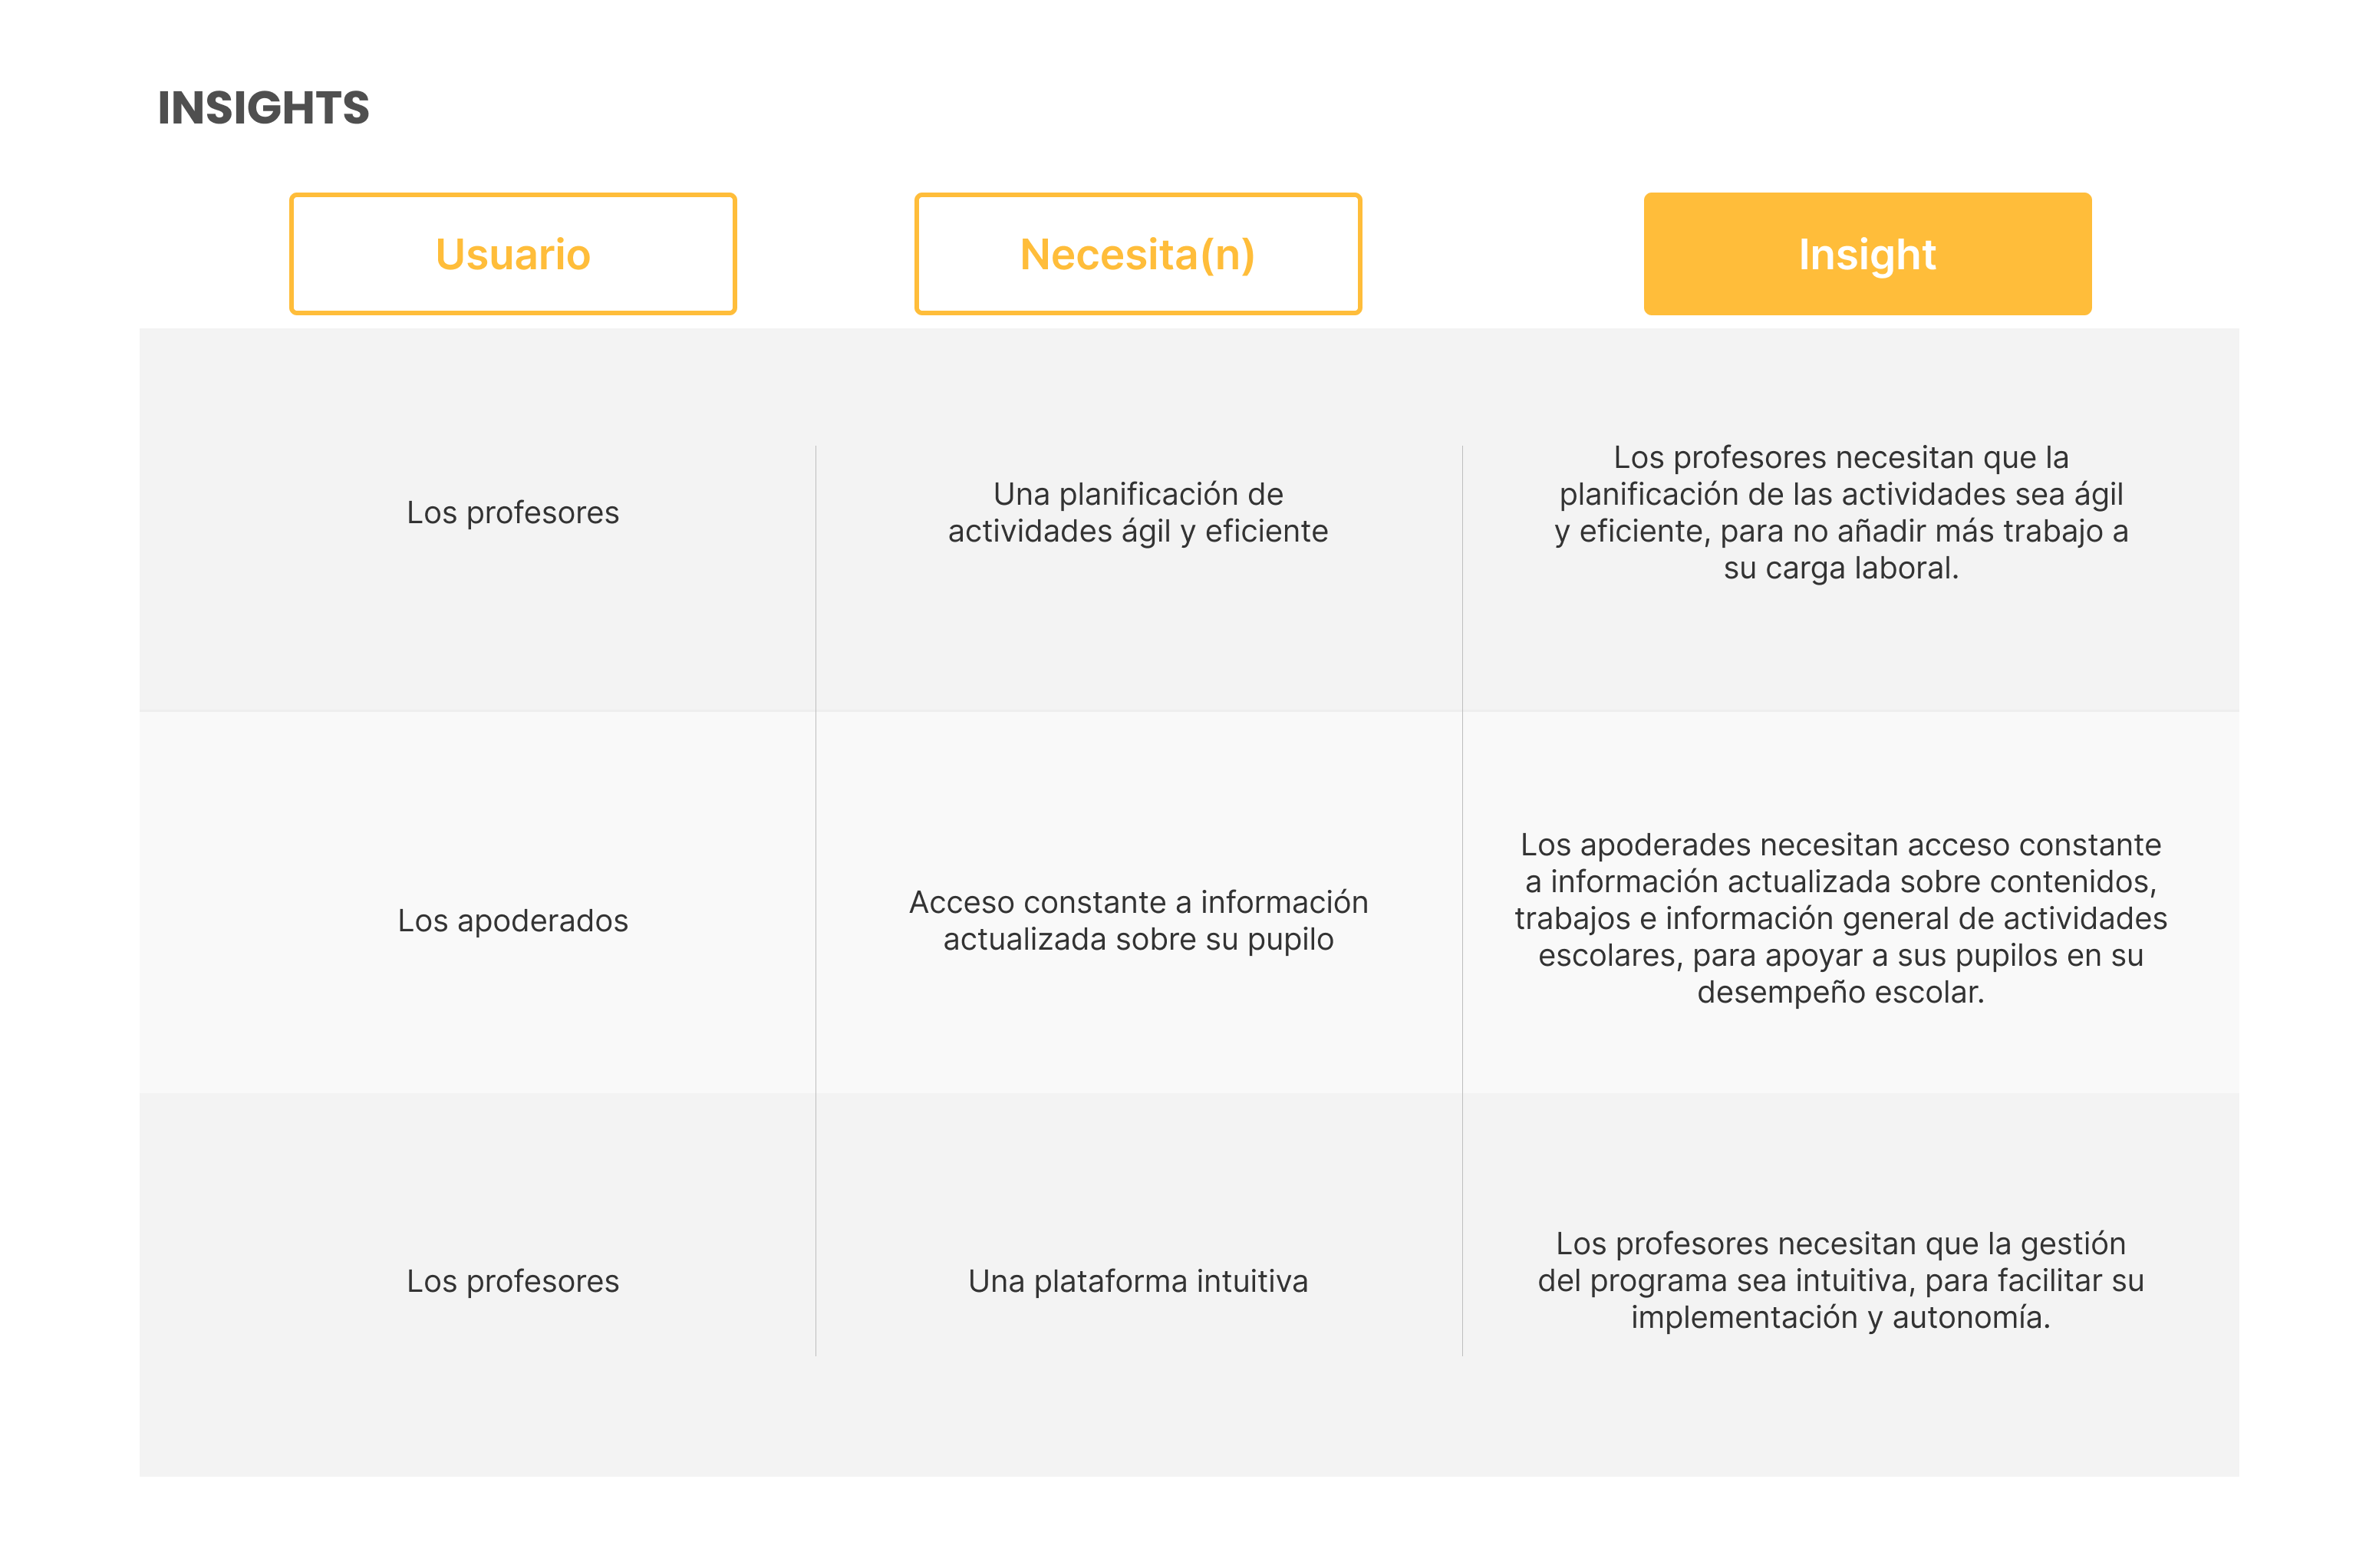 INSIGHTS
Usuario
Necesita(n)
Insight
Los profesores
Una planificación de
actividades ágil y eficiente
Los profesores necesitan que la
planificación de las actividades sea ágil
y eficiente, para no añadir más trabajo a
su carga laboral.
Los apoderados
Acceso constante a información
actualizada sobre su pupilo
Los apoderades necesitan acceso constante
a información actualizada sobre contenidos,
trabajos e información general de actividades
escolares, para apoyar a sus pupilos en su
desempeño escolar.
Los profesores
Una plataforma intuitiva
Los profesores necesitan que la gestión
del programa sea intuitiva, para facilitar su
implementación y autonomía.